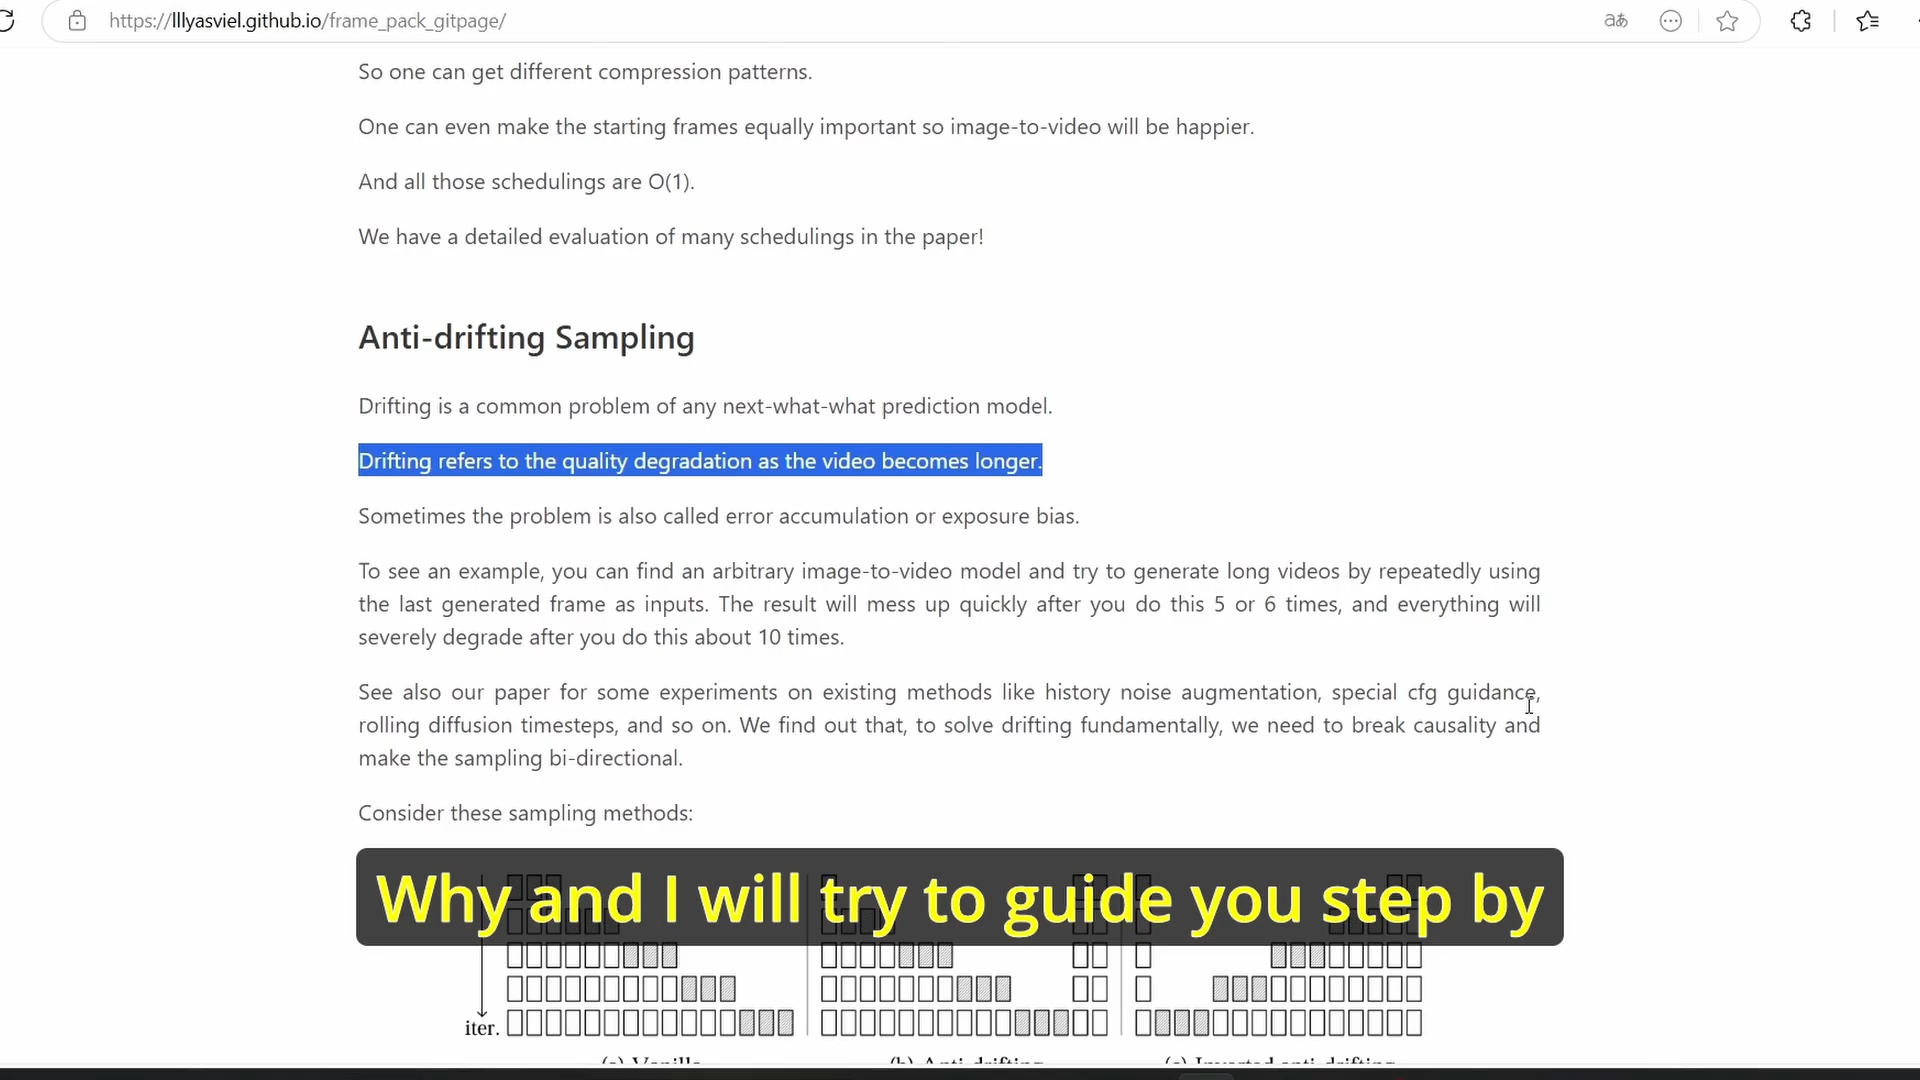 https://lllyasviel.github.io/frame_pack_gitpage/
So one can get different compression patterns.
One can even make the starting frames equally important so image-to-video will be happier.
And all those schedulings are O(1).
We have a detailed evaluation of many schedulings in the paper!
Anti-drifting Sampling
Drifting is a common problem of any next-what-what prediction model.
Drifting refers to the quality degradation as the video becomes longer.
Sometimes the problem is also called error accumulation or exposure bias.
To see an example, you can find an arbitrary image-to-video model and try to generate long videos by repeatedly using
the last generated frame as inputs. The result will mess up quickly after you do this 5 or 6 times, and everything will
severely degrade after you do this about 10 times.
See also our paper for some experiments on existing methods like history noise augmentation, special cfg guidance,
rolling diffusion timesteps, and so on. We find out that, to solve drifting fundamentally, we need to break causality and
make the sampling bi-directional.
Consider these sampling methods:
Why and I will try to guide you step by
iter.
(a) Vanilla (b) Anti-drifting (c) Inverted anti-drifting